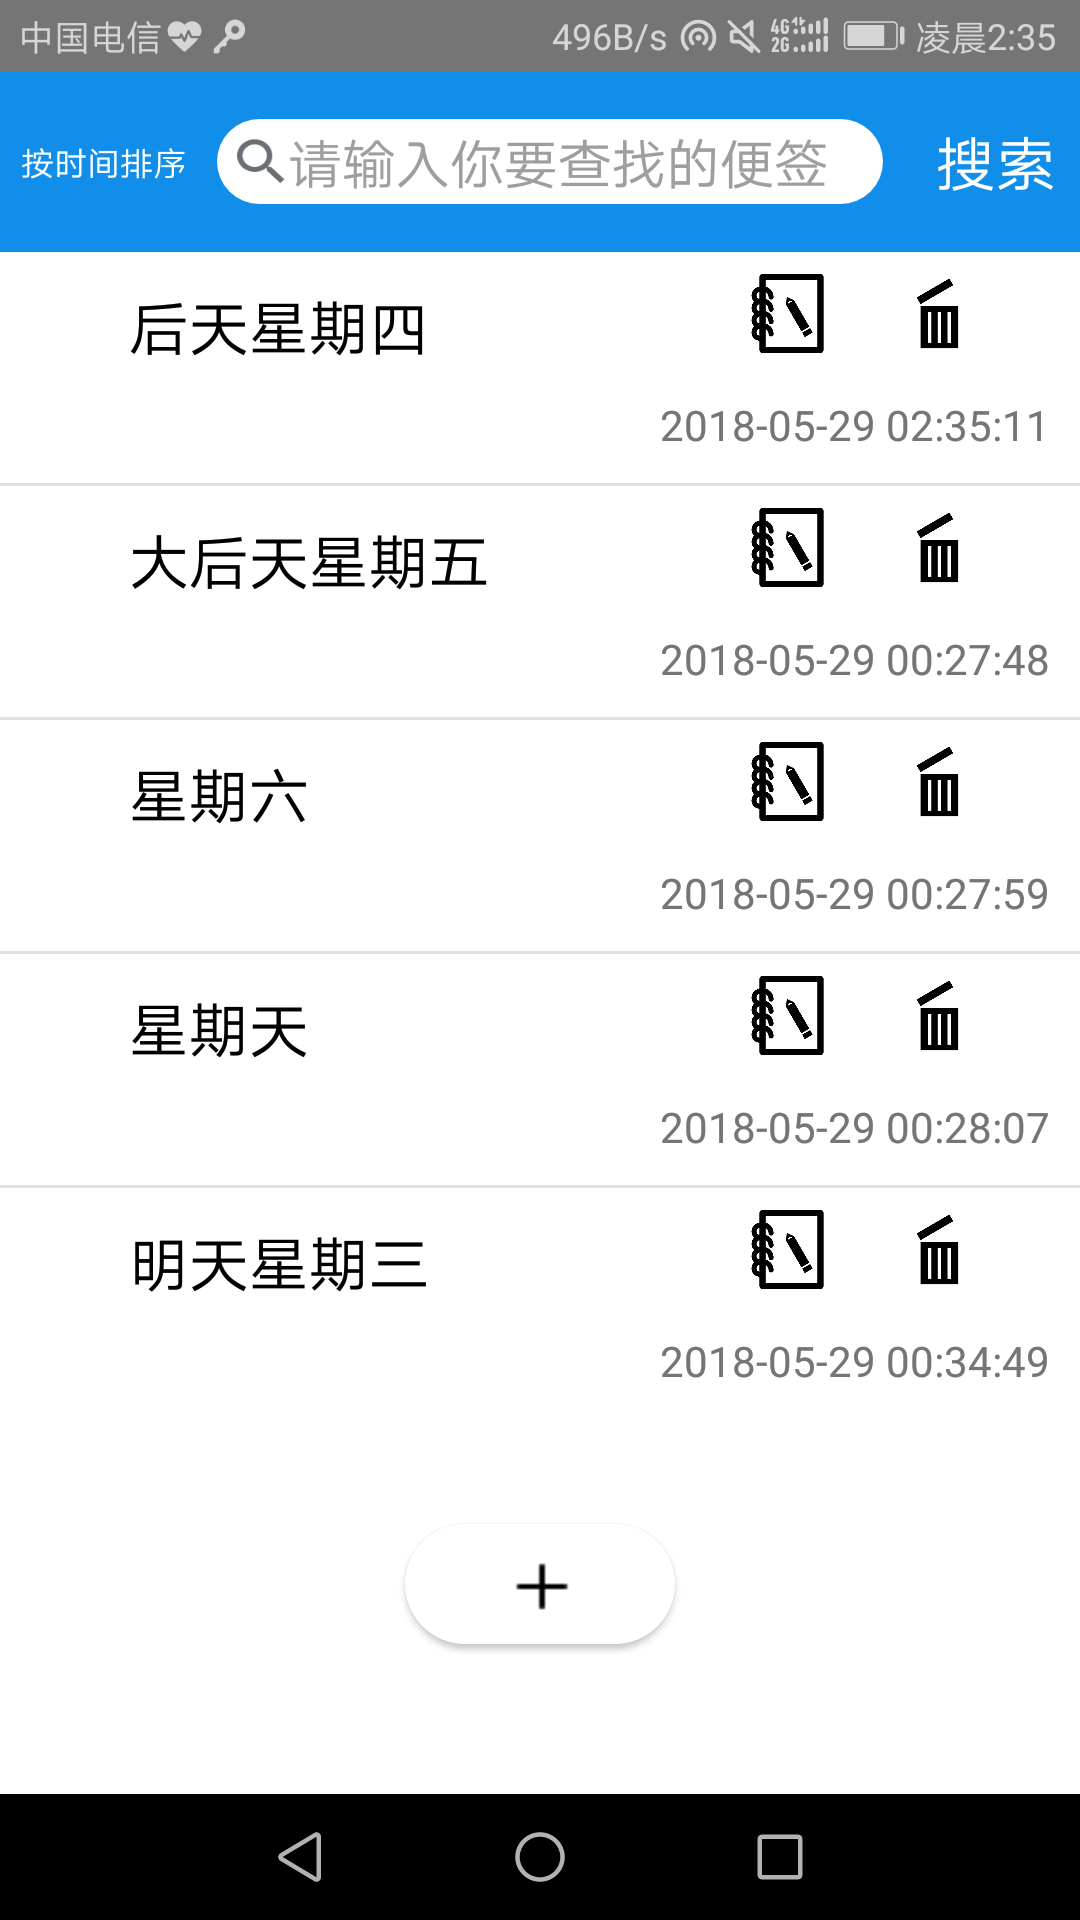 中国电信 496B/s 4G 2G 凌晨2:35
按时间排序 请输入你要查找的便签 搜索
后天星期四
2018-05-29 02:35:11
大后天星期五
2018-05-29 00:27:48
星期六
2018-05-29 00:27:59
星期天
2018-05-29 00:28:07
明天星期三
2018-05-29 00:34:49